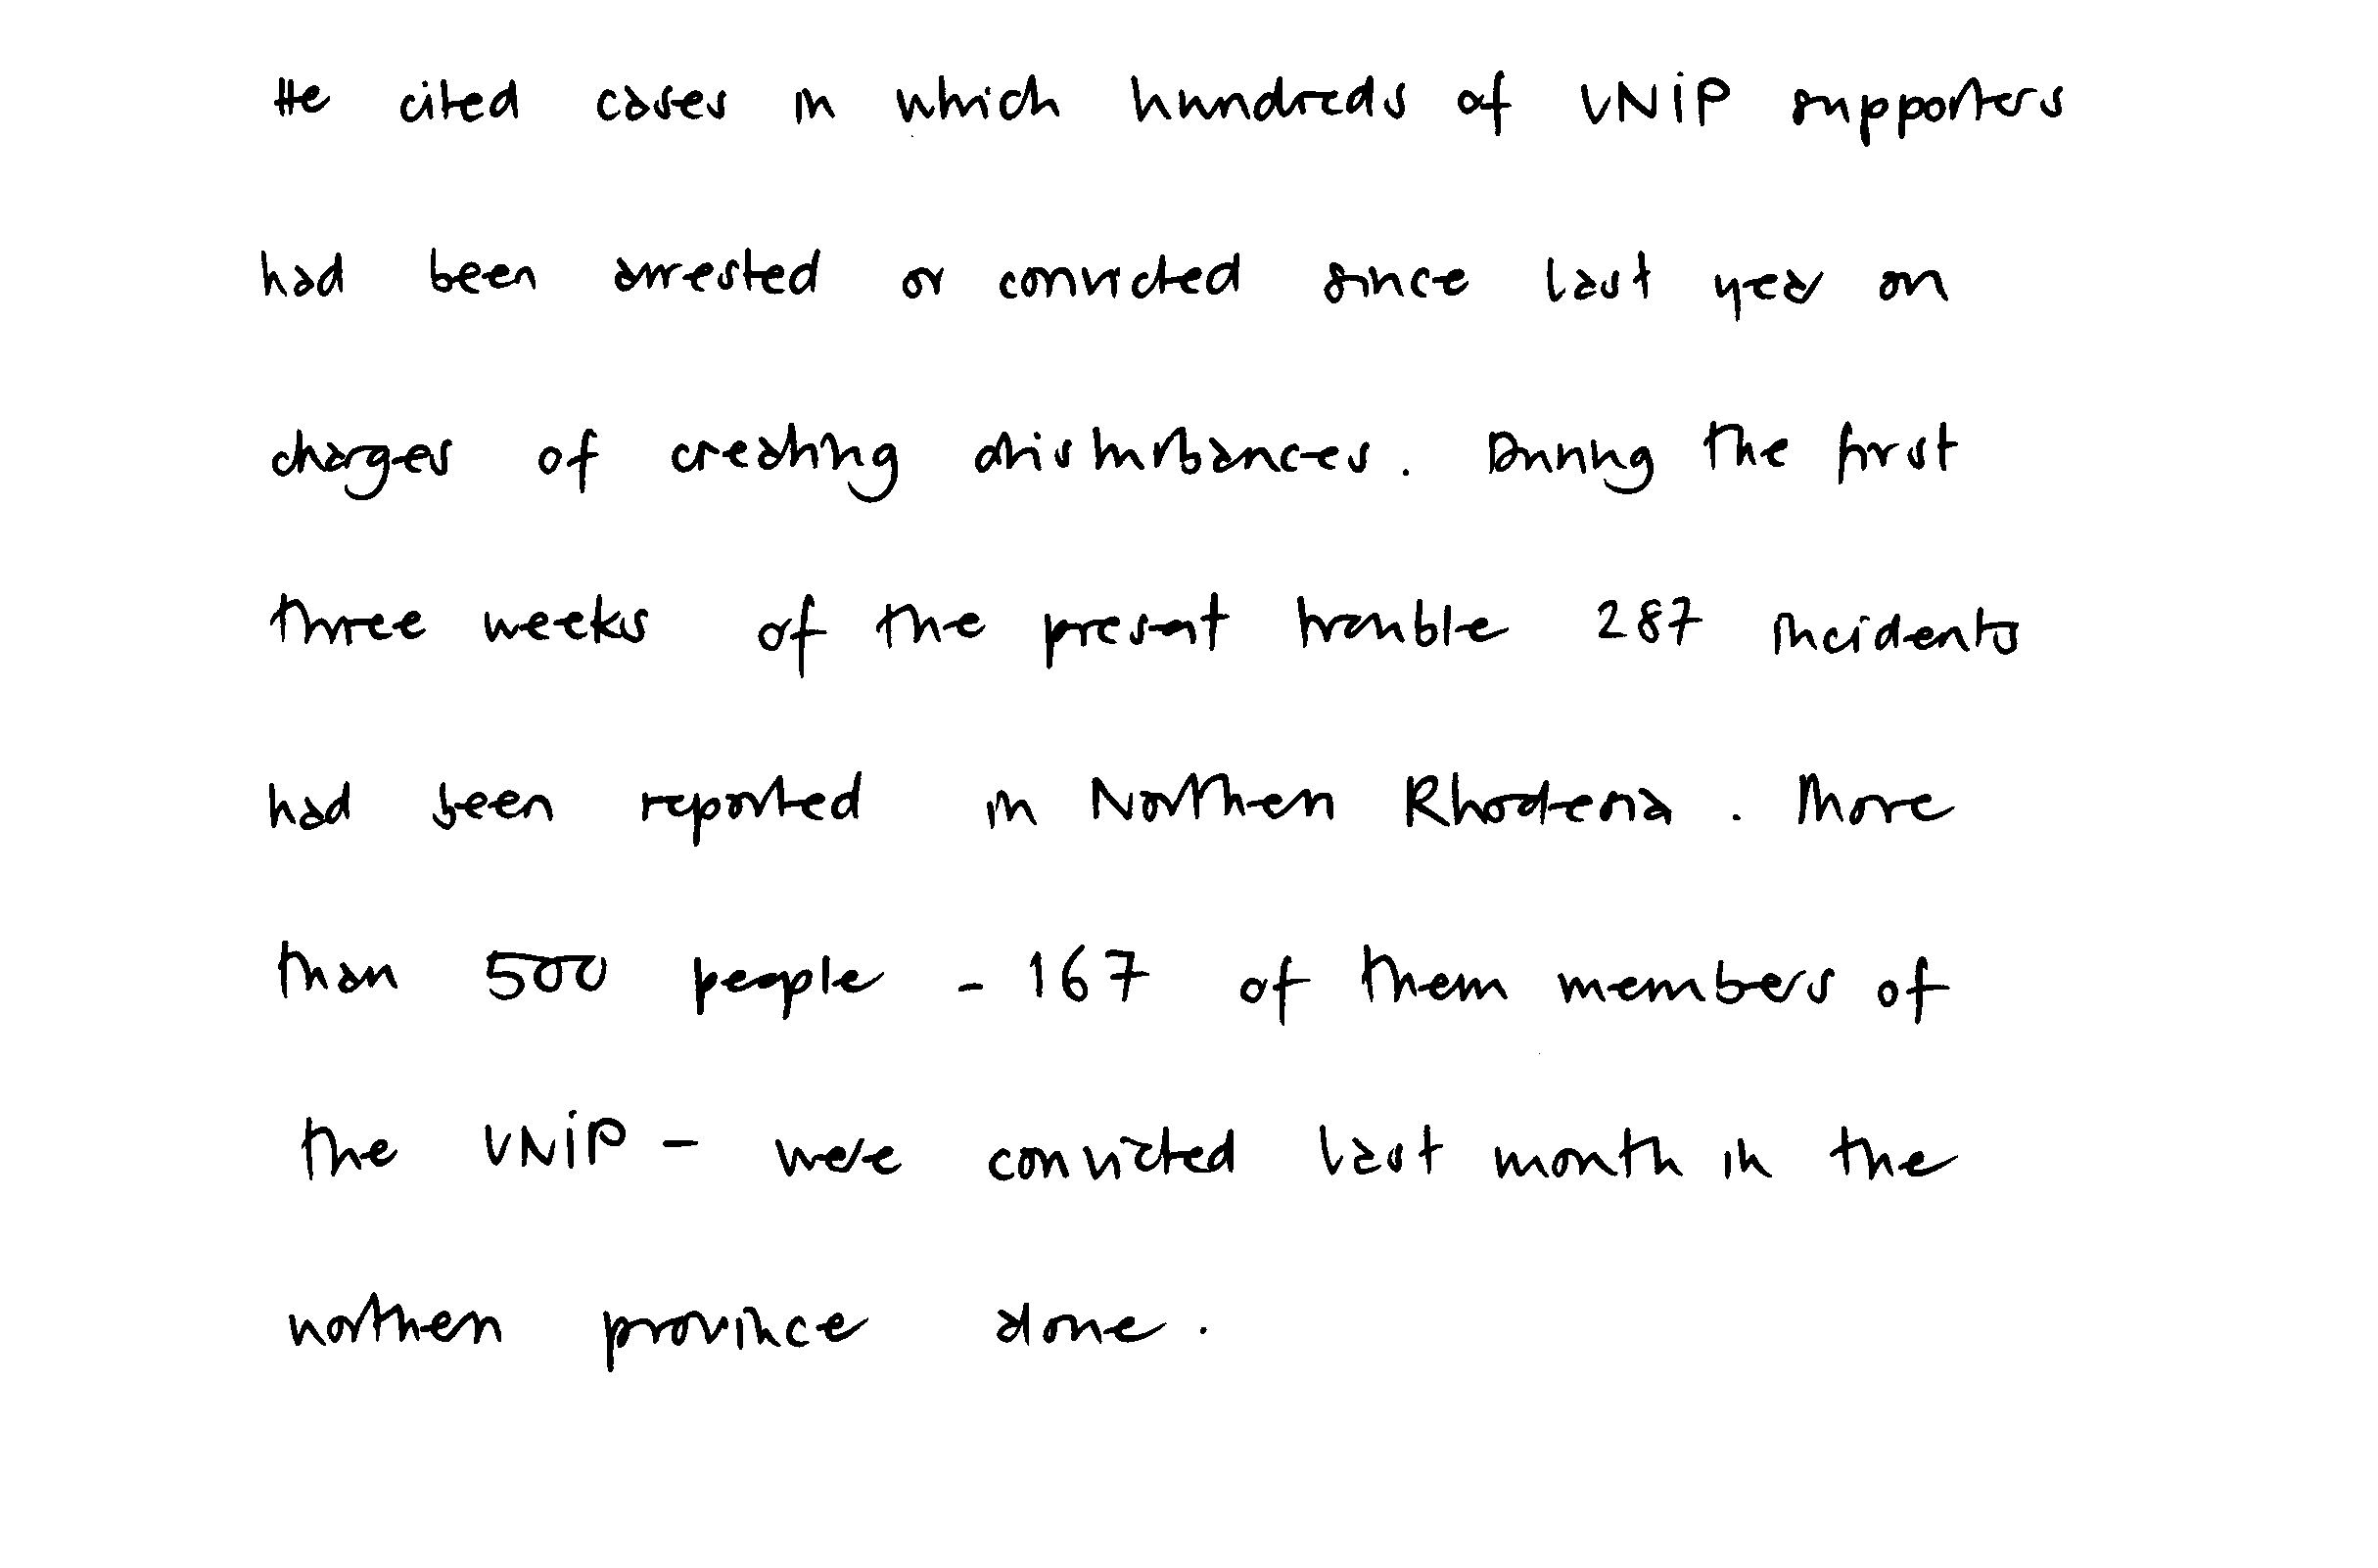 He cited cases in which hundreds of UNIP supporters
had been arrested or convicted since last year on
charges of creating disturbances. During the first
three weeks of the present trouble 287 incidents
had been reported in Northen Rhodesia. More
than 500 people - 167 of them members of
the UNIP - were convicted last month in the
northen province alone.